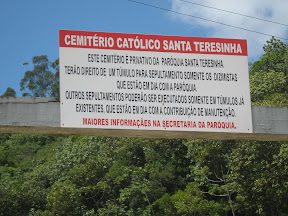 CEMITÉRIO CATÓLICO SANTA TERESINHA
ESTE CEMITÉRIO E PRIVATIVO DA PAROQUIA SANTA TERESINHA
TERÃO DIREITO DE UM TÚMULO PARA SEPULTAMENTO SOMENTE OS DIZIMISTAS
QUE ESTÃO EM DIA COM A PARÓQUIA.
OUTROS SEPULTAMENTOS PODERÃO SER EXECUTADOS SOMENTE EM TÚMULOS JÁ
EXISTENTES, QUE ESTÃO EM DIA COM A CONTRIBUIÇÃO DE MANUTENÇÃO.
MAIORES INFORMAÇÕES NA SECRETARIA DA PARÓQUIA.